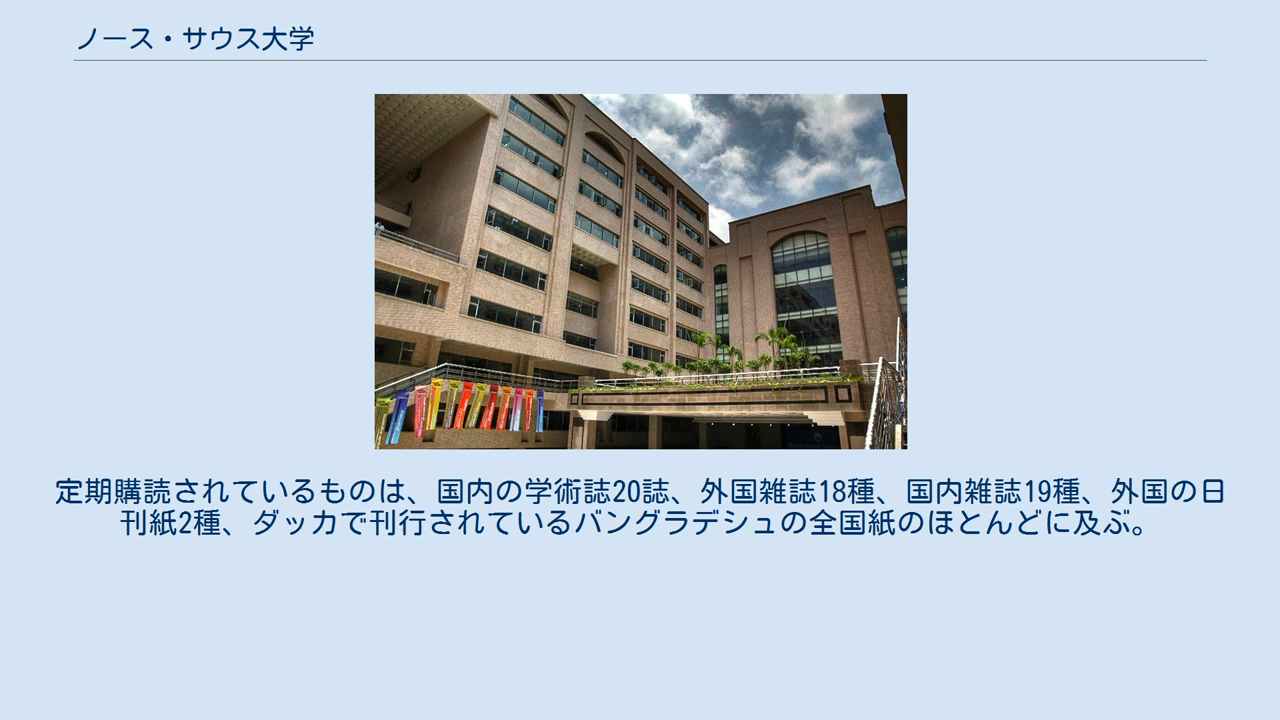 ノース・サウス大学
定期購読されているものは、国内の学術誌20誌、外国雑誌18種、国内雑誌19種、外国の日
刊紙2種、ダッカで刊行されているバングラデシュの全国紙のほとんどに及ぶ。